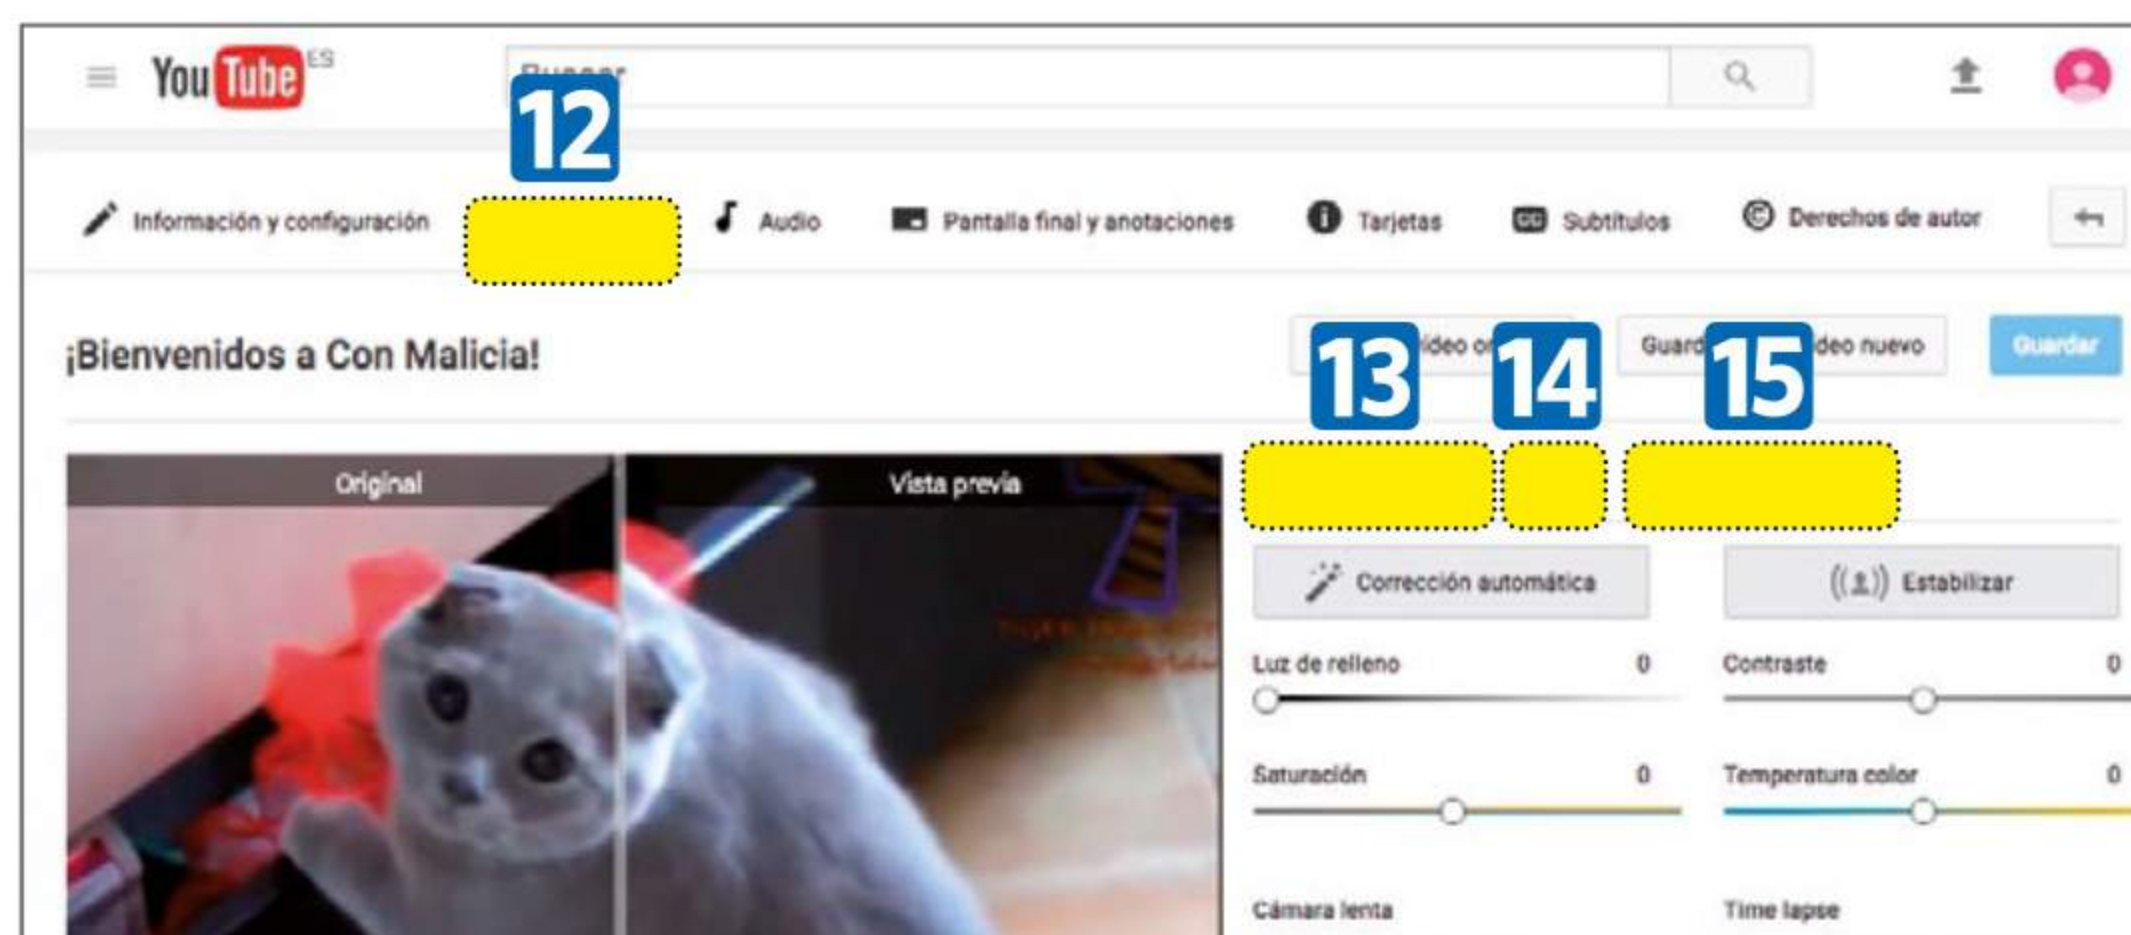 YouTube ES
Buscar
12
Información y configuración
Audio
Pantalla final y anotaciones
Tarjetas
Subtítulos
Derechos de autor
¡Bienvenidos a Con Malicia!
13
14
15
Guardar
Original
Vista previa
Corrección automática
Estabilizar
Luz de relleno 0
Contraste 0
Saturación 0
Temperatura color 0
Cámara lenta
Time lapse